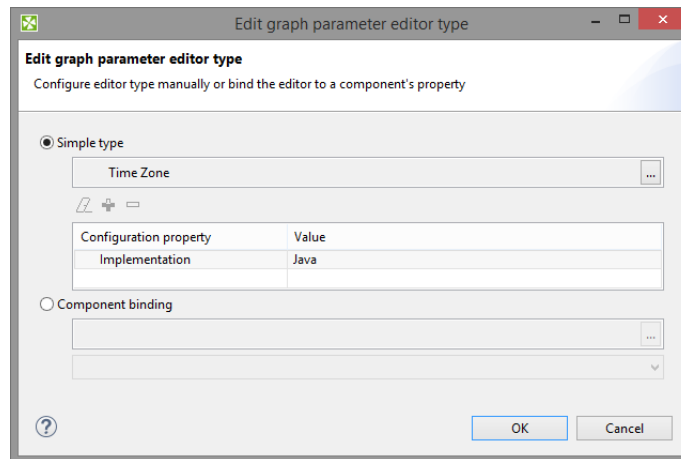 Edit graph parameter editor type
Edit graph parameter editor type
Configure editor type manually or bind the editor to a component's property
Simple type
Time Zone
...
Configuration property Value
Implementation Java
Component binding
...
? OK Cancel